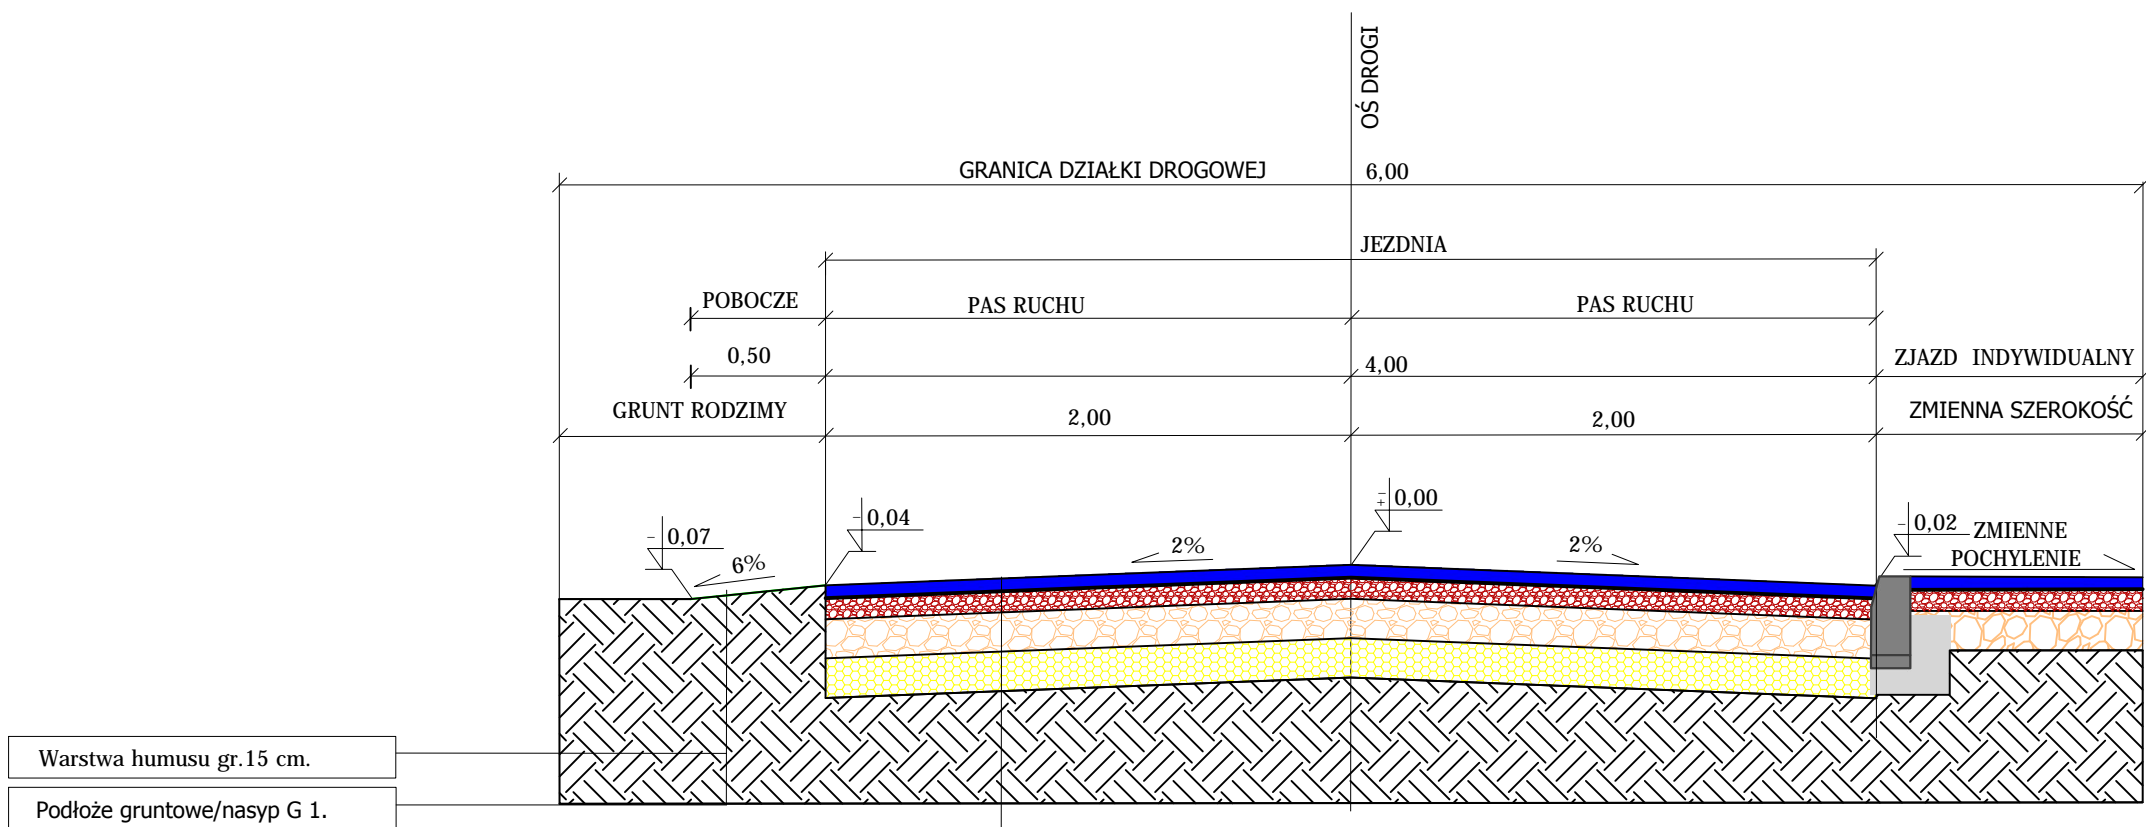 OŚ DROGI
GRANICA DZIAŁKI DROGOWEJ 6,00
JEZDNIA
POBOCZE PAS RUCHU PAS RUCHU
0,50 4,00 ZJAZD INDYWIDUALNY
GRUNT RODZIMY 2,00 2,00 ZMIENNA SZEROKOŚĆ
- 0,07 - 0,04 ∓ 0,00 - 0,02 ZMIENNE
6% 2% 2% POCHYLENIE
Warstwa humusu gr.15 cm.
Podłoże gruntowe/nasyp G 1.